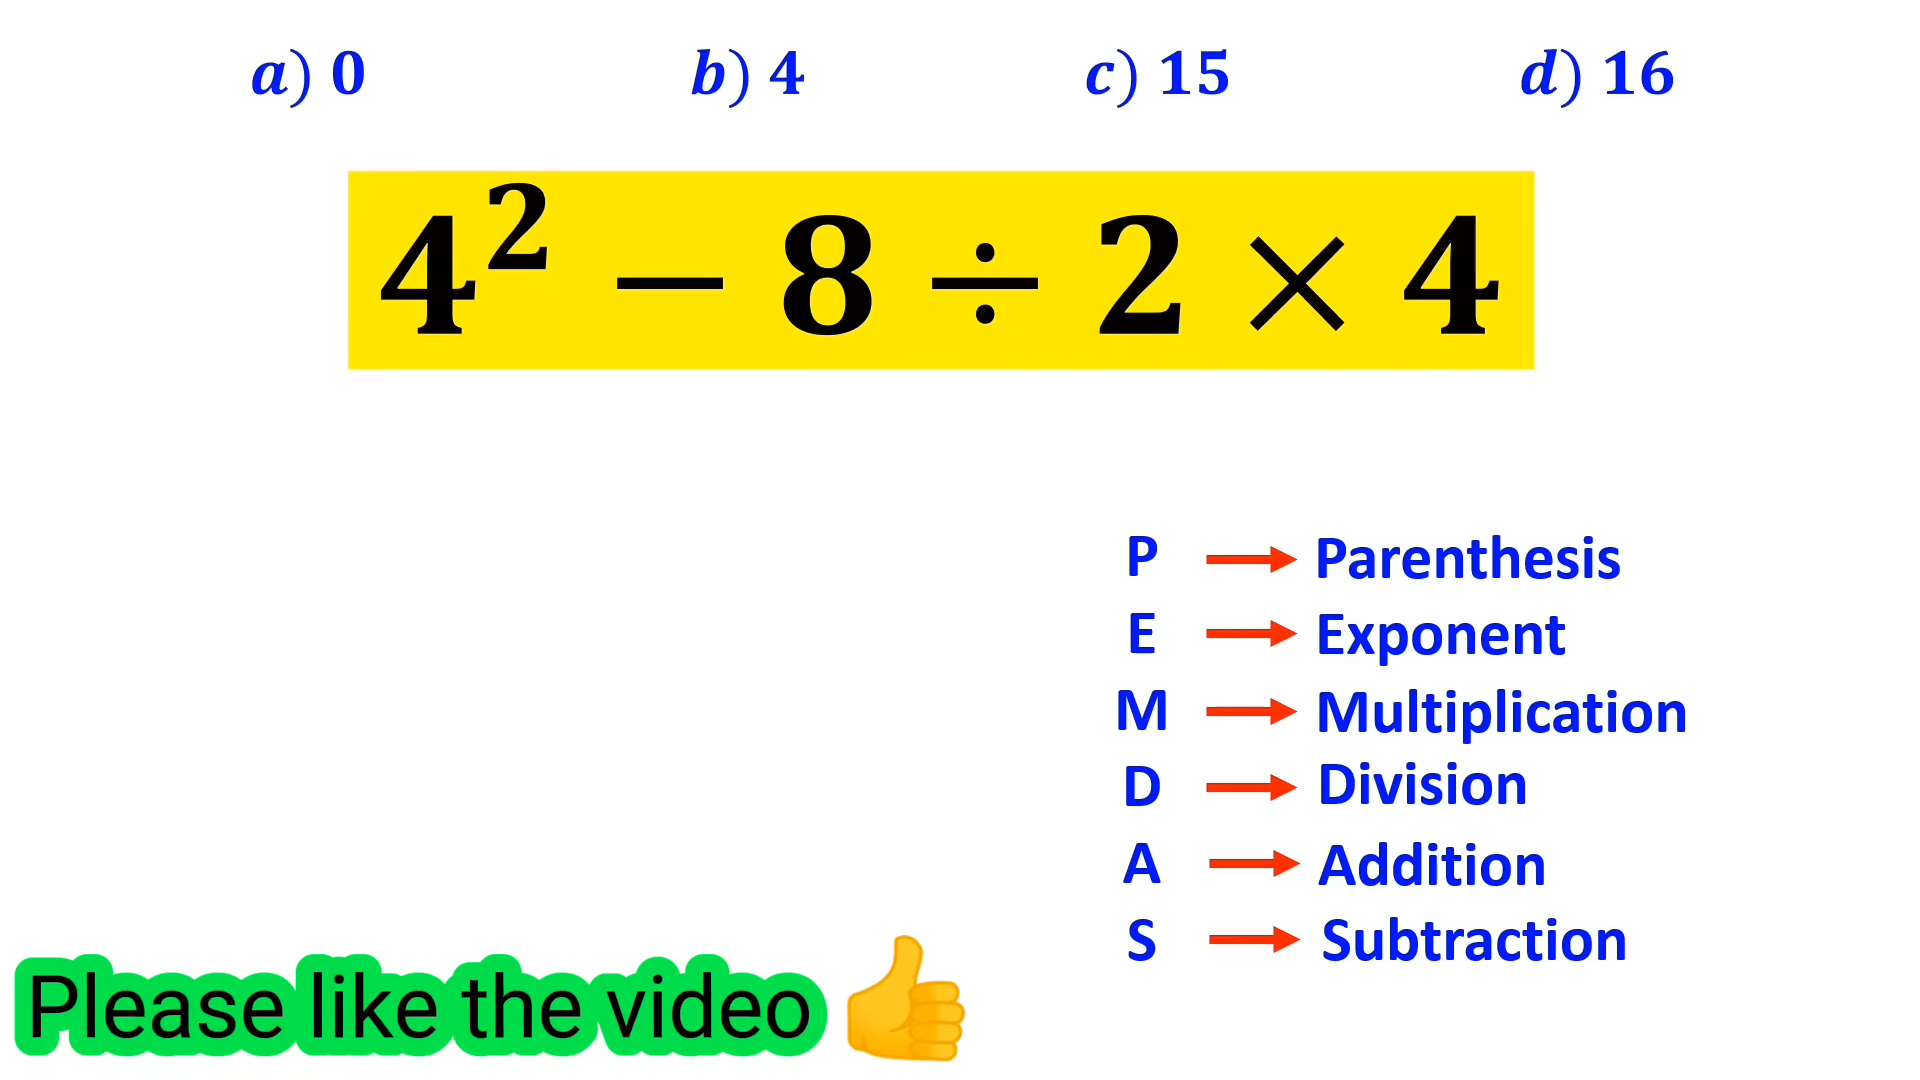 a) 0 b) 4 c) 15 d) 16
4² − 8 ÷ 2 × 4
P → Parenthesis
E → Exponent
M → Multiplication
D → Division
A → Addition
S → Subtraction
Please like the video 👍